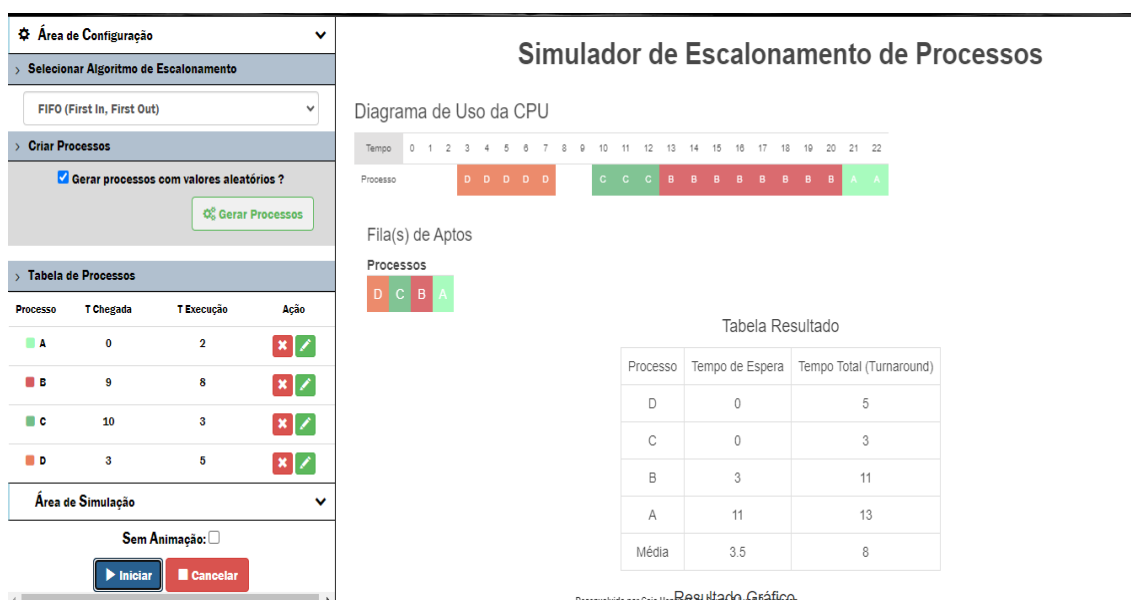 Área de Configuração
Selecionar Algoritmo de Escalonamento
FIFO (First In, First Out)
Criar Processos
Gerar processos com valores aleatórios ?
Gerar Processos
Tabela de Processos
Processo T Chegada T Execução Ação
A 0 2
B 9 8
C 10 3
D 3 5
Área de Simulação
Sem Animação:
Iniciar Cancelar
Simulador de Escalonamento de Processos
Diagrama de Uso da CPU
Tempo 0 1 2 3 4 5 6 7 8 9 10 11 12 13 14 15 16 17 18 19 20 21 22
Processo D D D D D C C C B B B B B B B B A A
Fila(s) de Aptos
Processos
D C B A
Tabela Resultado
Processo Tempo de Espera Tempo Total (Turnaround)
D 0 5
C 0 3
B 3 11
A 11 13
Média 3.5 8
Resultado Gráfico